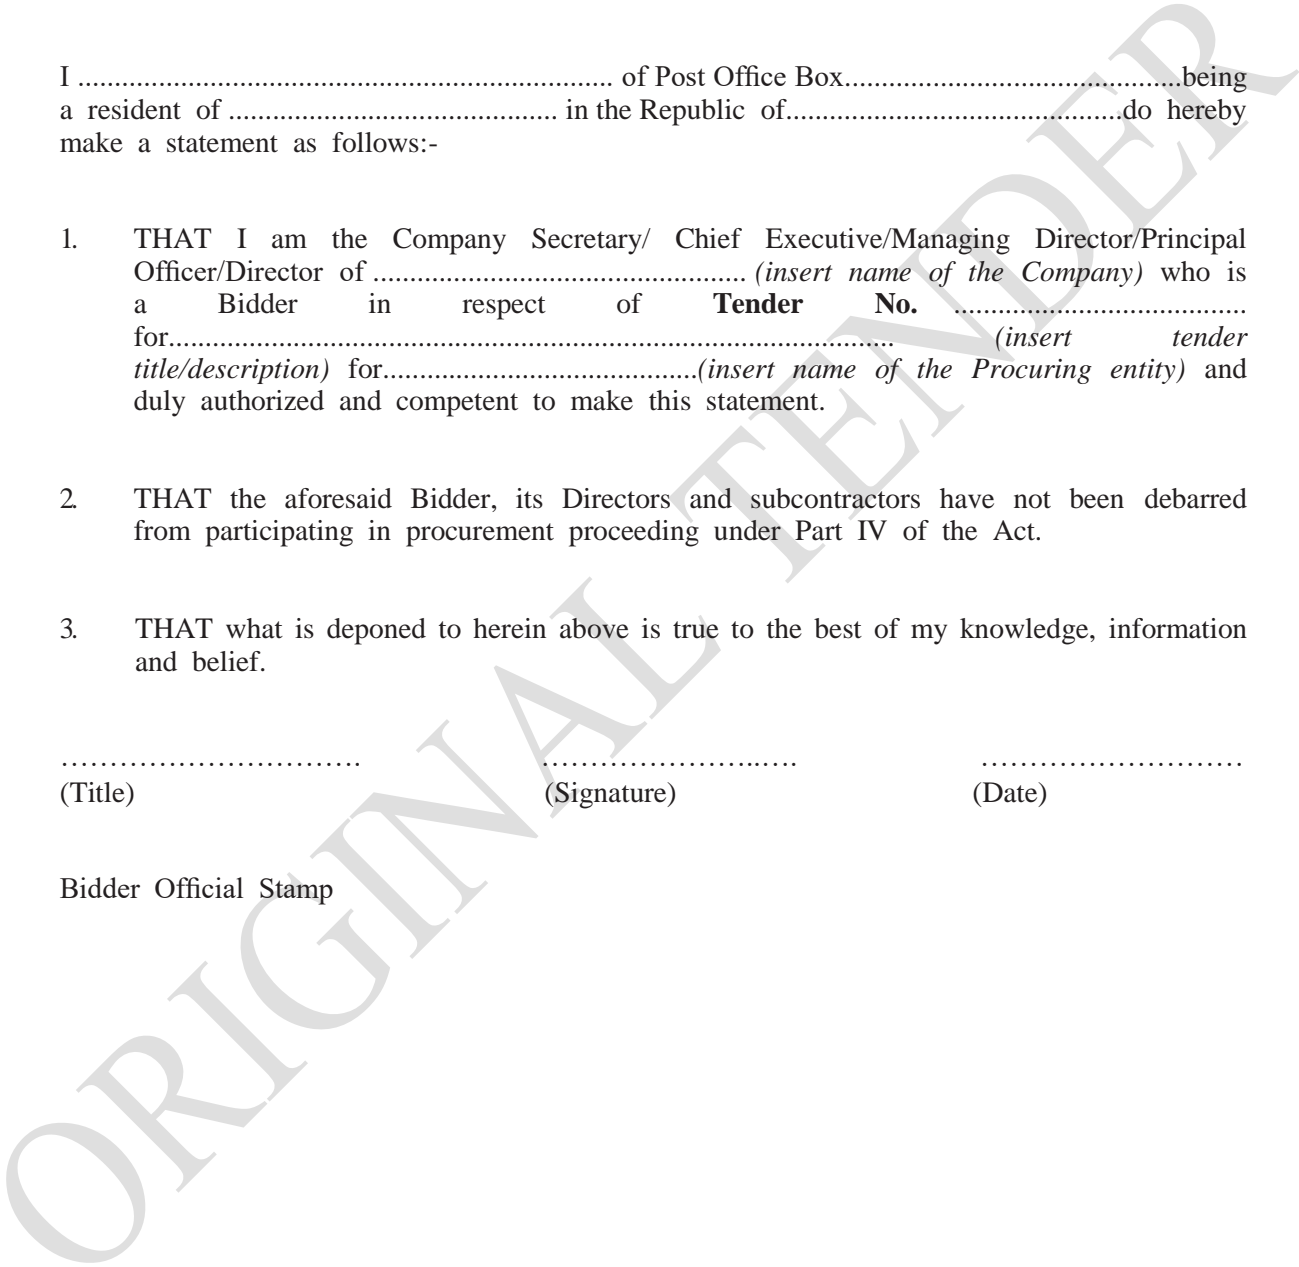 I ........................................................................ of Post Office Box..............................................being
a resident of ............................................. in the Republic of..............................................do hereby
make a statement as follows:-
1. THAT I am the Company Secretary/ Chief Executive/Managing Director/Principal
Officer/Director of ................................................... (insert name of the Company) who is
a Bidder in respect of Tender No. ........................................
for................................................................................................... (insert tender
title/description) for...........................................(insert name of the Procuring entity) and
duly authorized and competent to make this statement.
2. THAT the aforesaid Bidder, its Directors and subcontractors have not been debarred
from participating in procurement proceeding under Part IV of the Act.
3. THAT what is deponed to herein above is true to the best of my knowledge, information
and belief.
…………………………. …………………..…. ………………………
(Title) (Signature) (Date)
Bidder Official Stamp
ORIGINAL TENDER